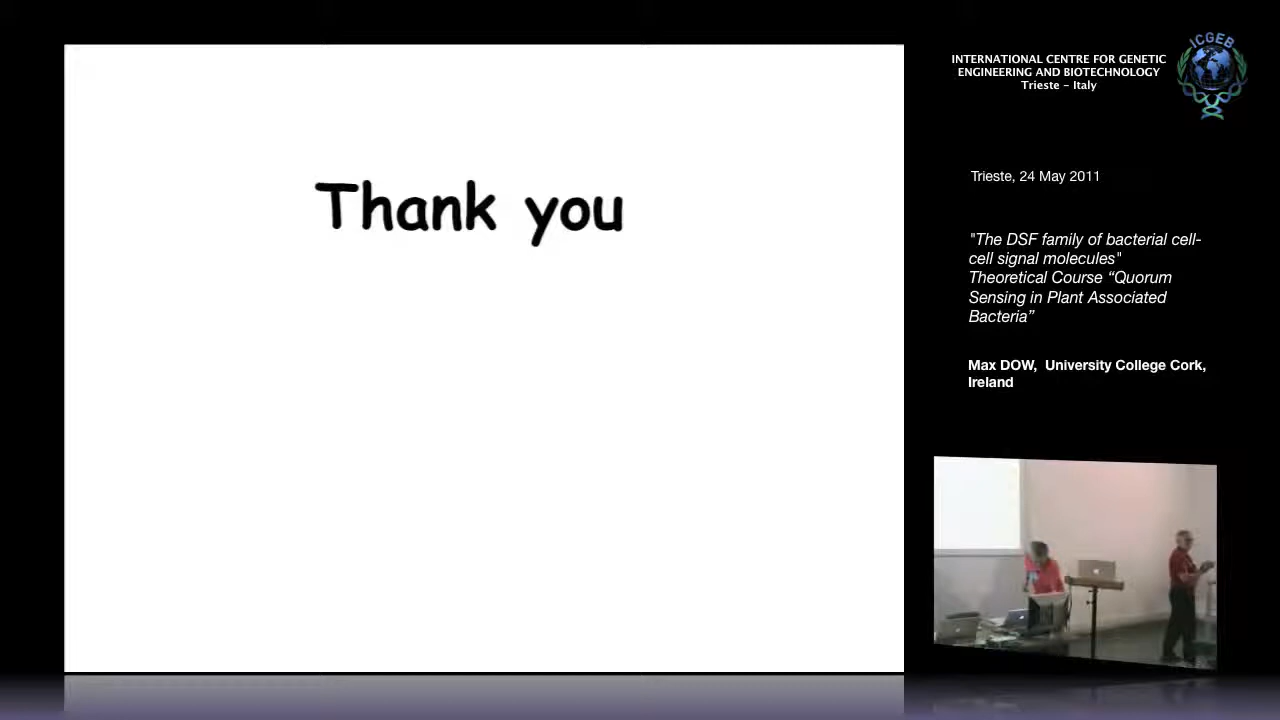 Thank you
ICGEB
INTERNATIONAL CENTRE FOR GENETIC
ENGINEERING AND BIOTECHNOLOGY
Trieste - Italy
Trieste, 24 May 2011
"The DSF family of bacterial cell-
cell signal molecules"
Theoretical Course “Quorum
Sensing in Plant Associated
Bacteria”
Max DOW, University College Cork,
Ireland